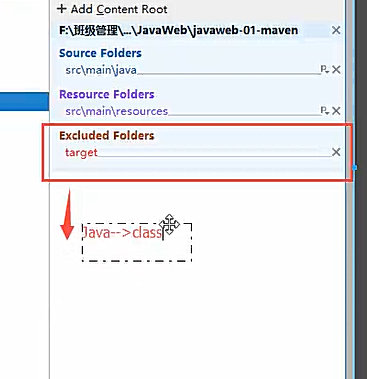 + Add Content Root
F:\班级管理\...\JavaWeb\javaweb-01-maven
Source Folders
src\main\java
Resource Folders
src\main\resources
Excluded Folders
target
Java-->class